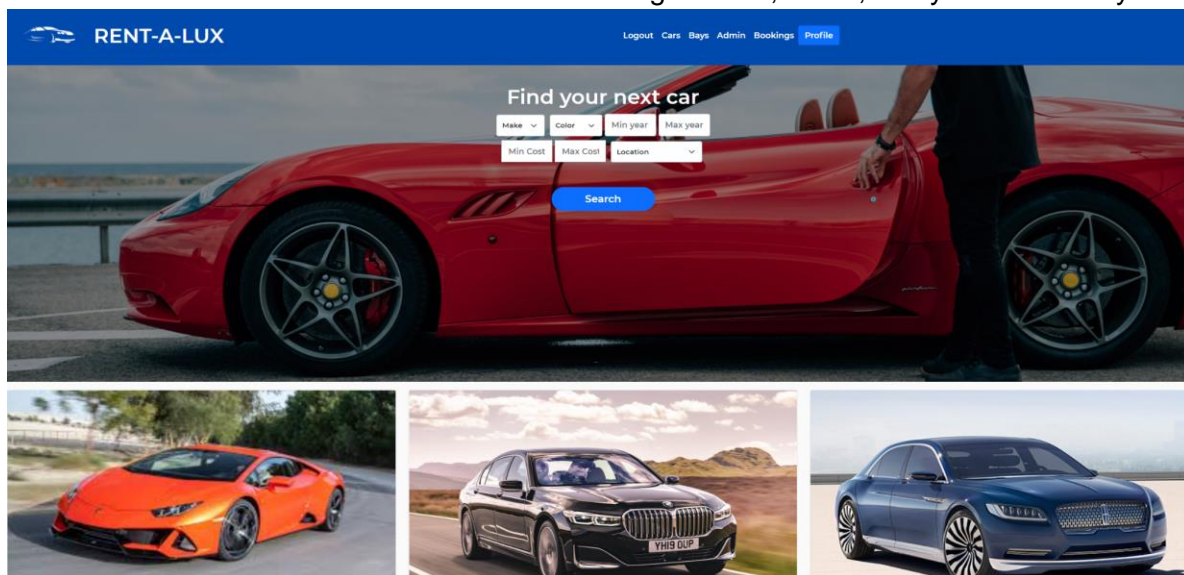 RENT-A-LUX
Logout Cars Bays Admin Bookings Profile
Find your next car
Make Color Min year Max year
Min Cost Max Cost Location
Search
YH19 OUP